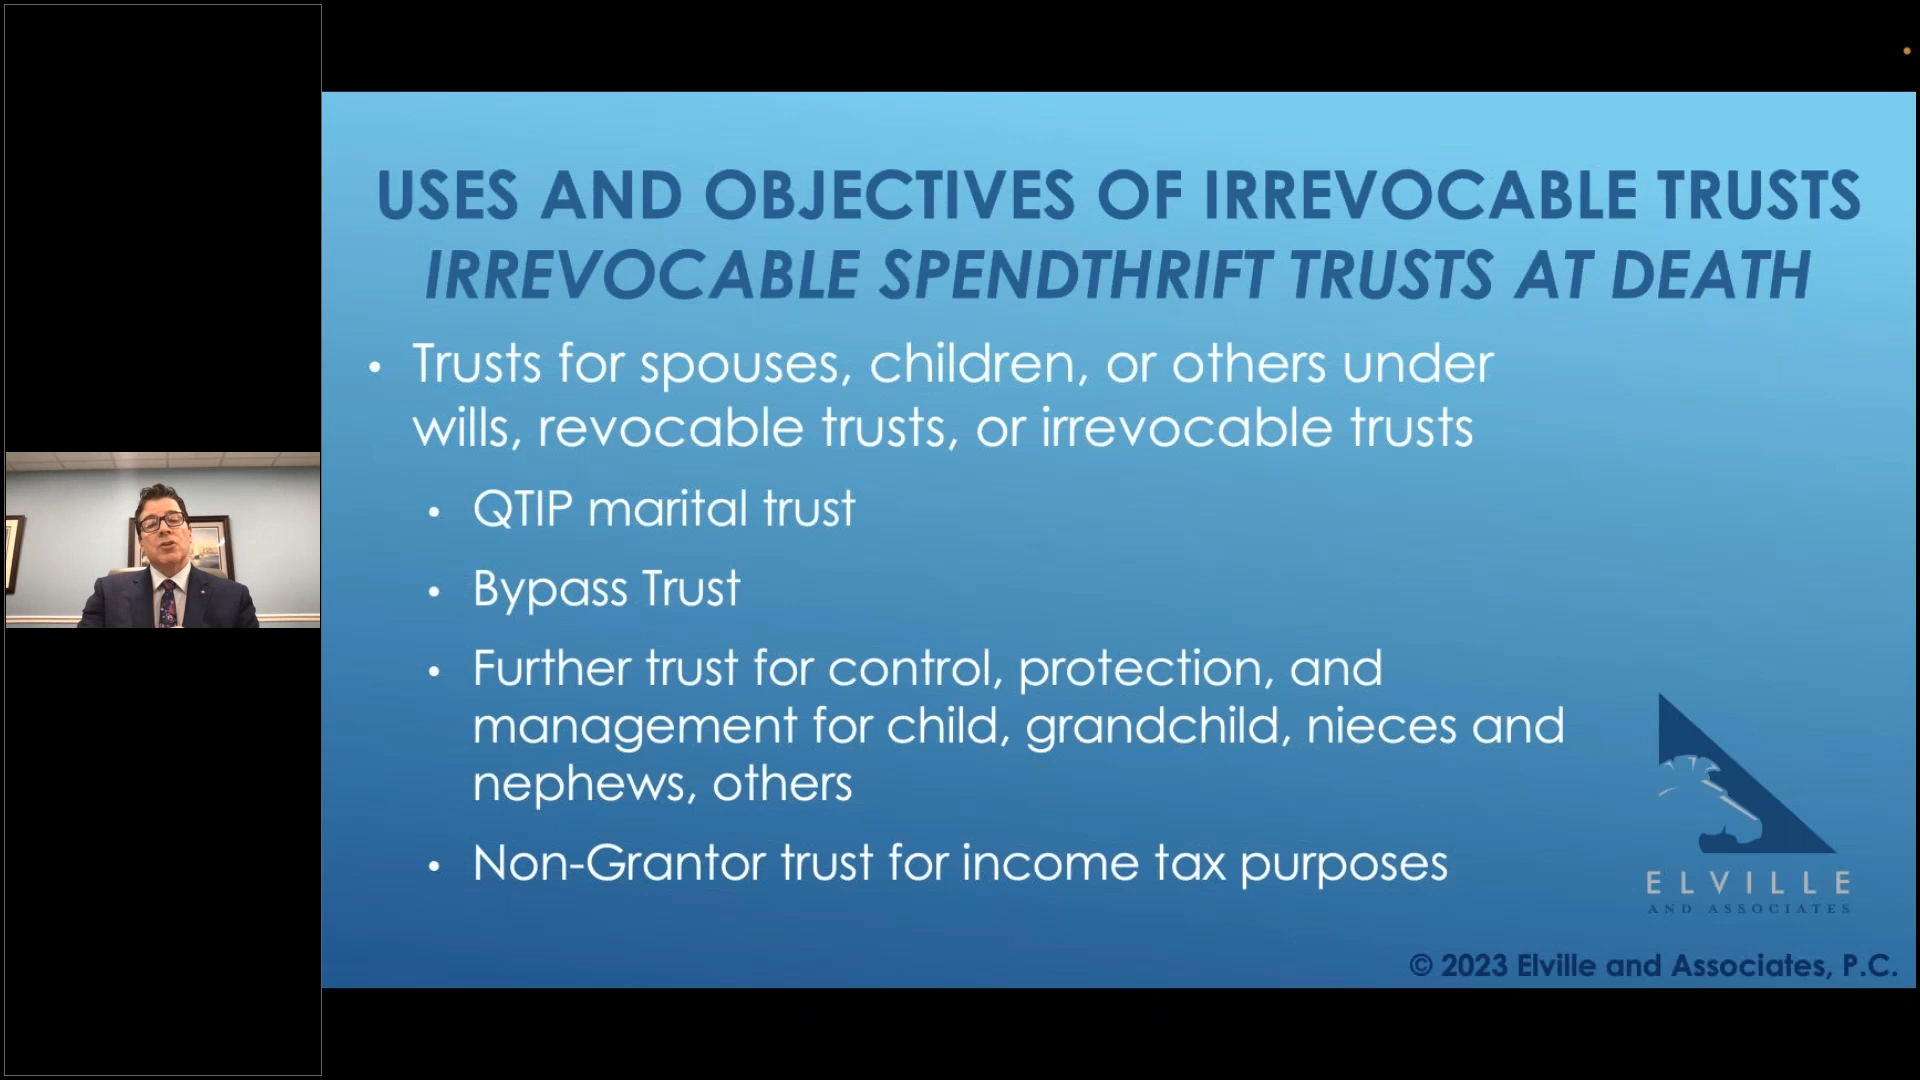 USES AND OBJECTIVES OF IRREVOCABLE TRUSTS
IRREVOCABLE SPENDTHRIFT TRUSTS AT DEATH
• Trusts for spouses, children, or others under
wills, revocable trusts, or irrevocable trusts
• QTIP marital trust
• Bypass Trust
• Further trust for control, protection, and
management for child, grandchild, nieces and
nephews, others
• Non-Grantor trust for income tax purposes
ELVILLE
AND ASSOCIATES
© 2023 Elville and Associates, P.C.